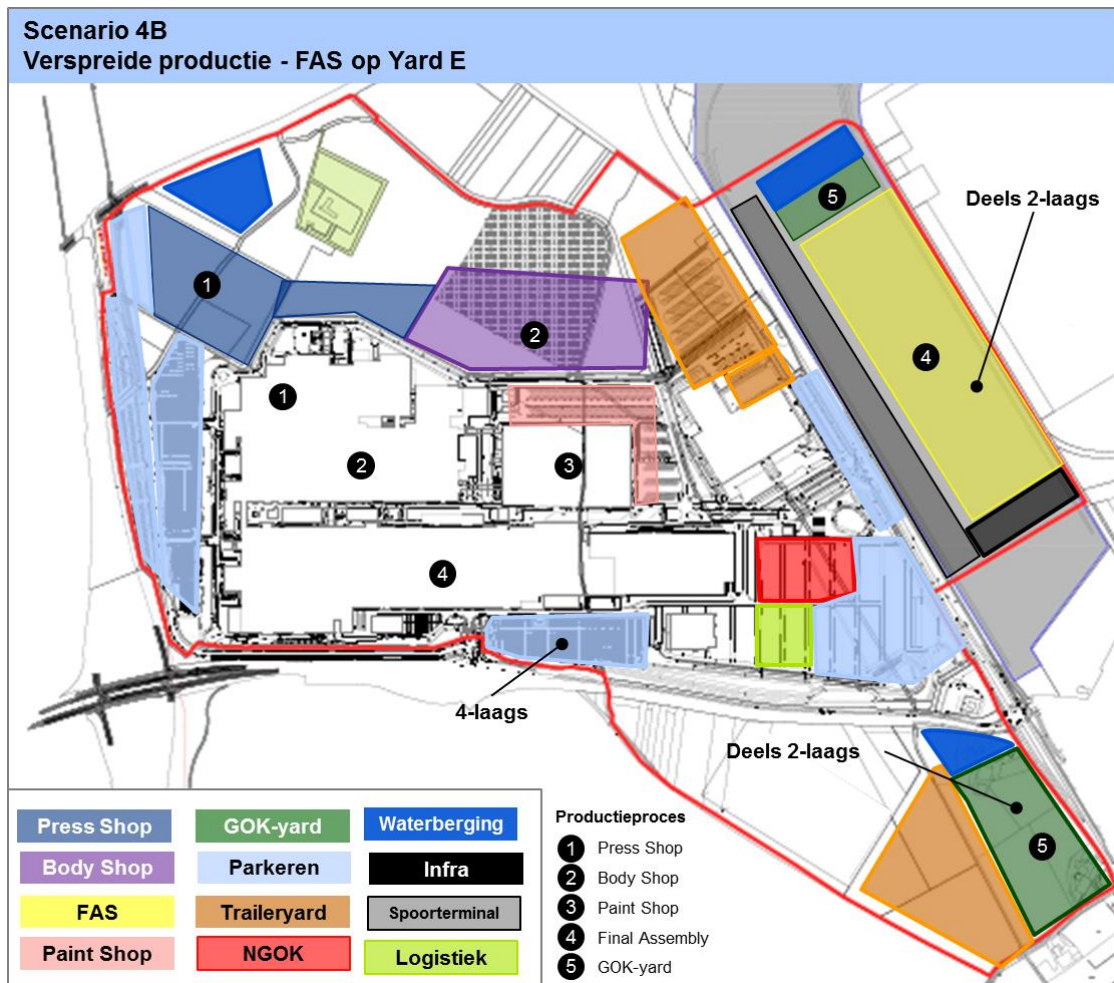 Scenario 4B
Verspreide productie - FAS op Yard E
5
Deels 2-laags
1
2
4
1
2
3
4
4-laags
Deels 2-laags
5
Press Shop
GOK-yard
Waterberging
Body Shop
Parkeren
Infra
FAS
Traileryard
Spoorterminal
Paint Shop
NGOK
Logistiek
Productieproces
1 Press Shop
2 Body Shop
3 Paint Shop
4 Final Assembly
5 GOK-yard